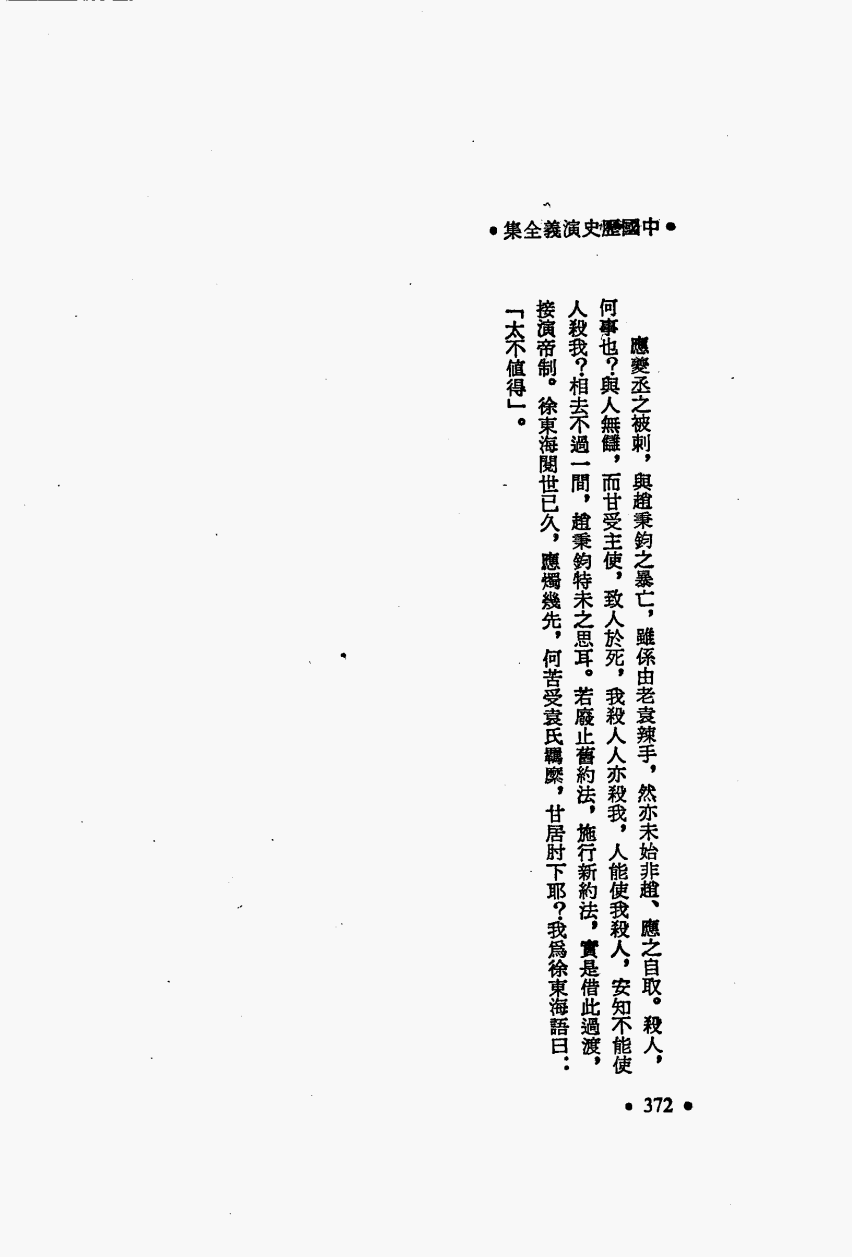 •中國歷史演義全集•
應夔丞之被刺，與趙秉鈞之暴亡，雖係由老袁辣手，然亦未始非趙、應之自取。殺人，
何事也？與人無讎，而甘受主使，致人於死，我殺人人亦殺我，人能使我殺人，安知不能使
人殺我？相去不過一間，趙秉鈞特未之思耳。若廢止舊約法，施行新約法，實是借此過渡，
接演帝制。徐東海閱世已久，應燭幾先，何苦受袁氏羈縻，甘居肘下耶？我爲徐東海語曰：
「太不值得」。
• 372 •